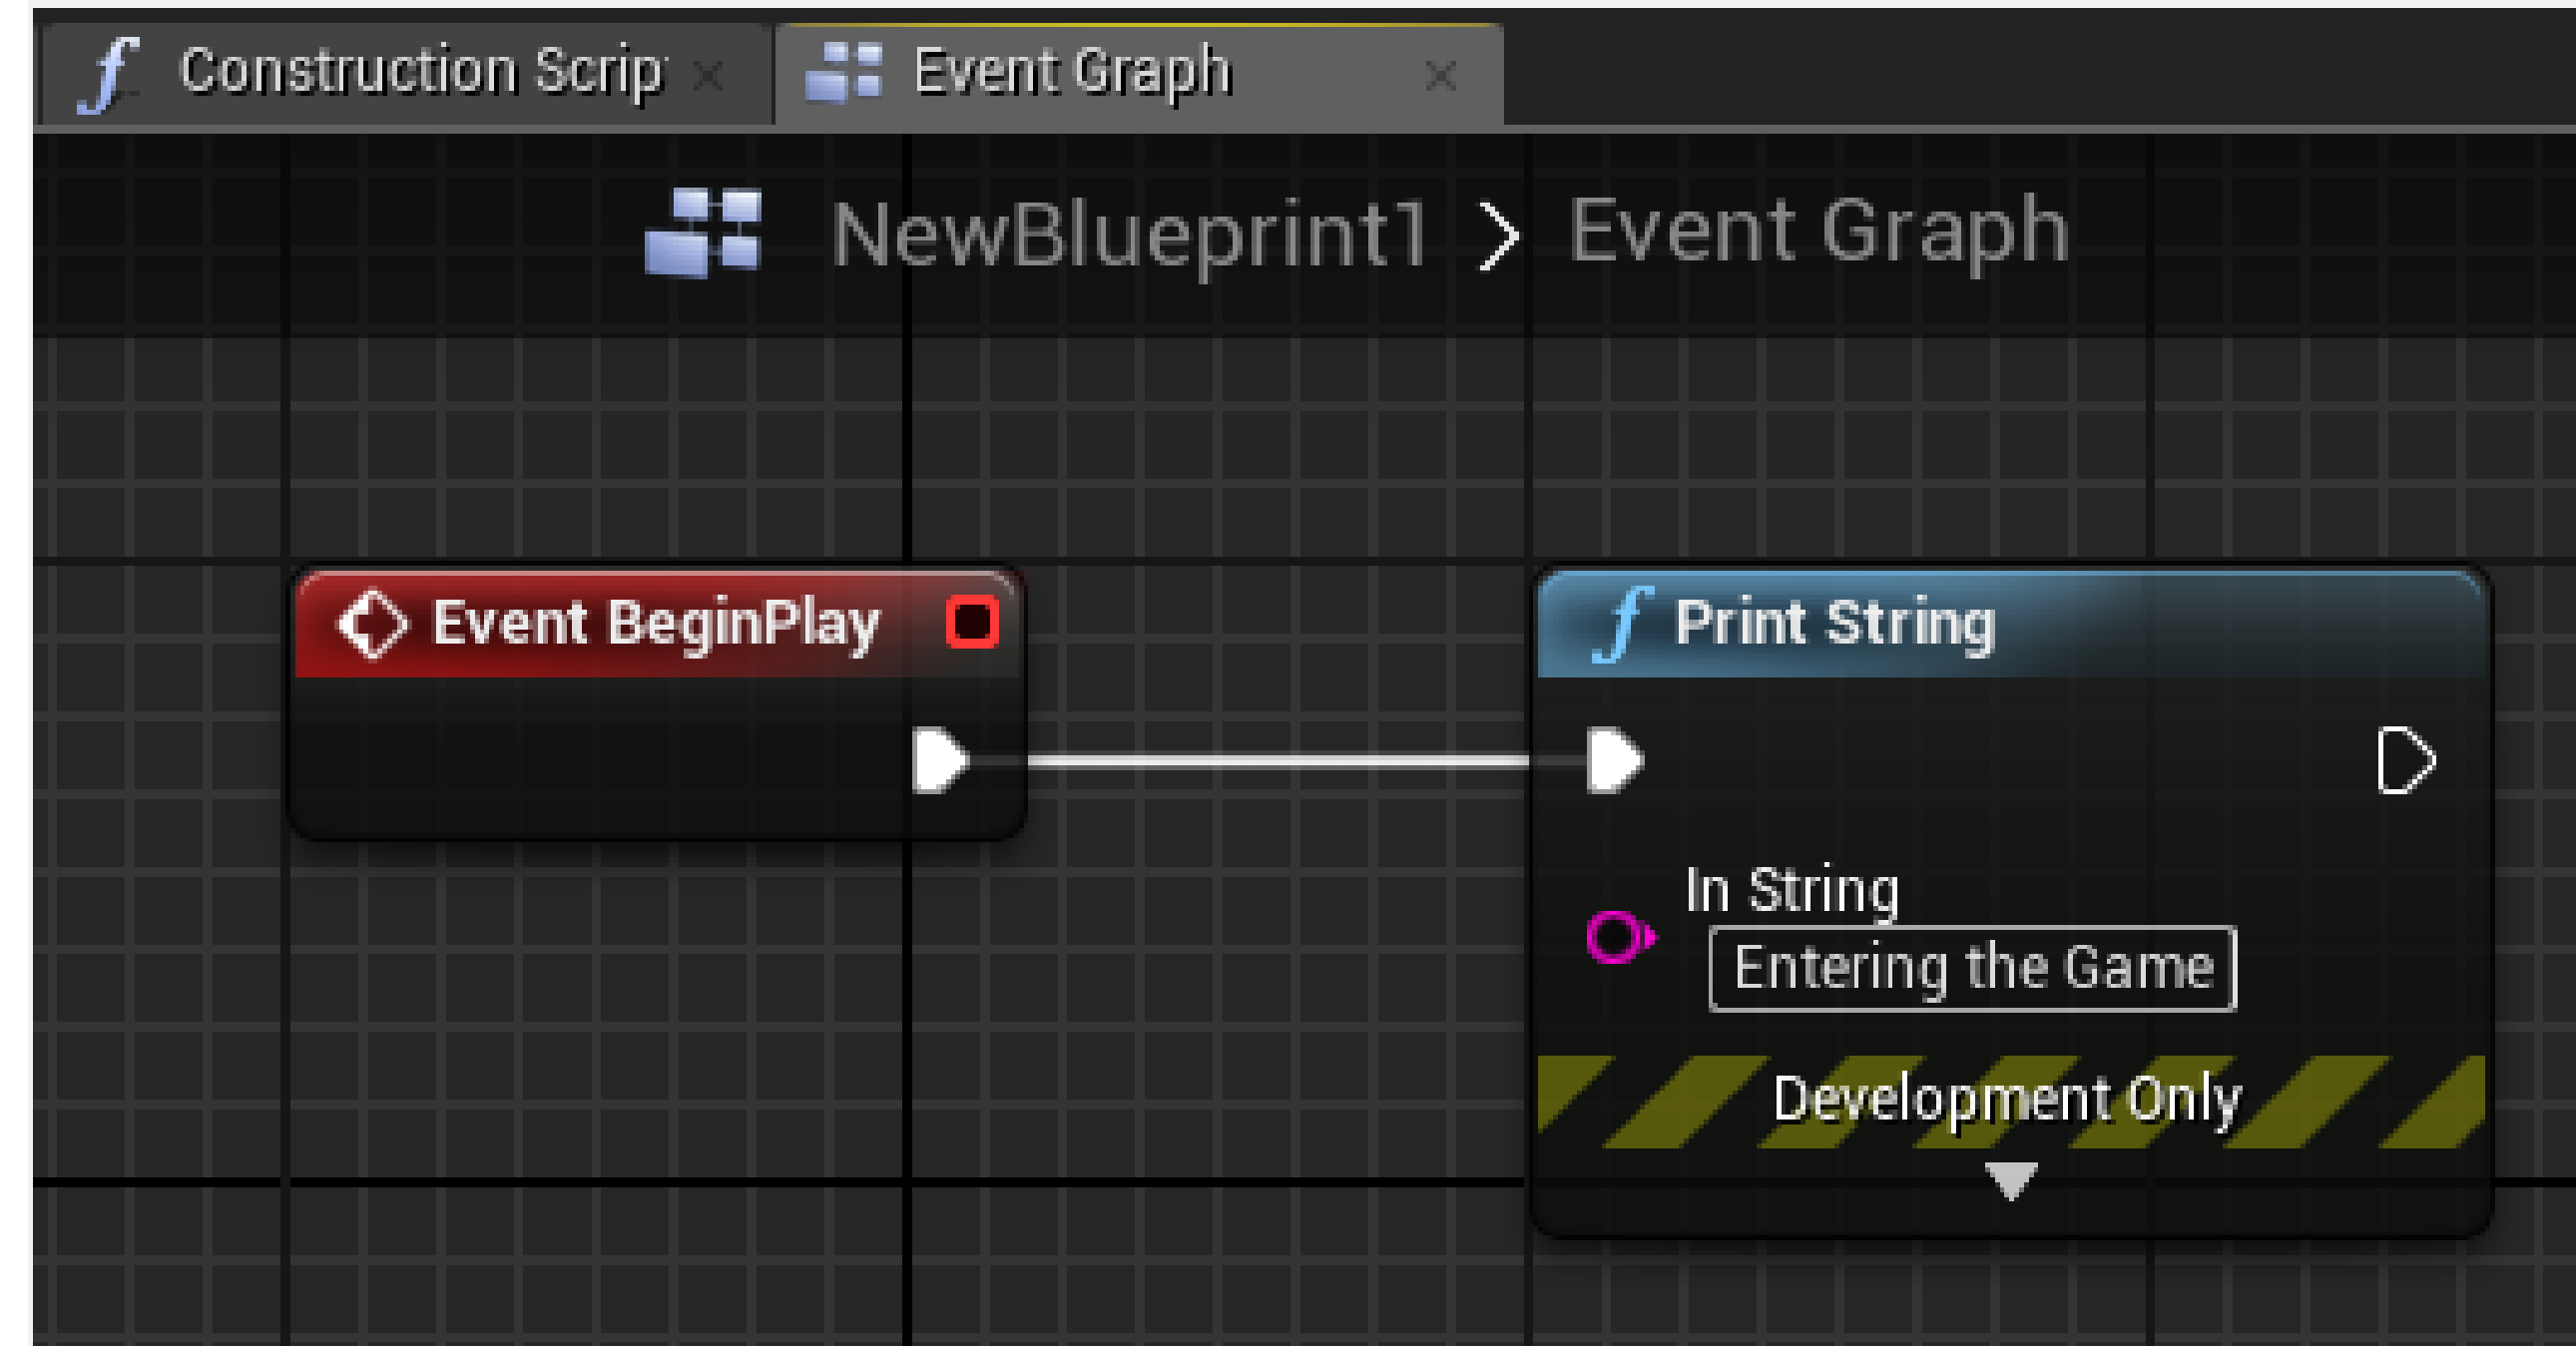 Construction Scrip
Event Graph
NewBlueprint1 > Event Graph
Event BeginPlay
Print String
In String
Entering the Game
Development Only